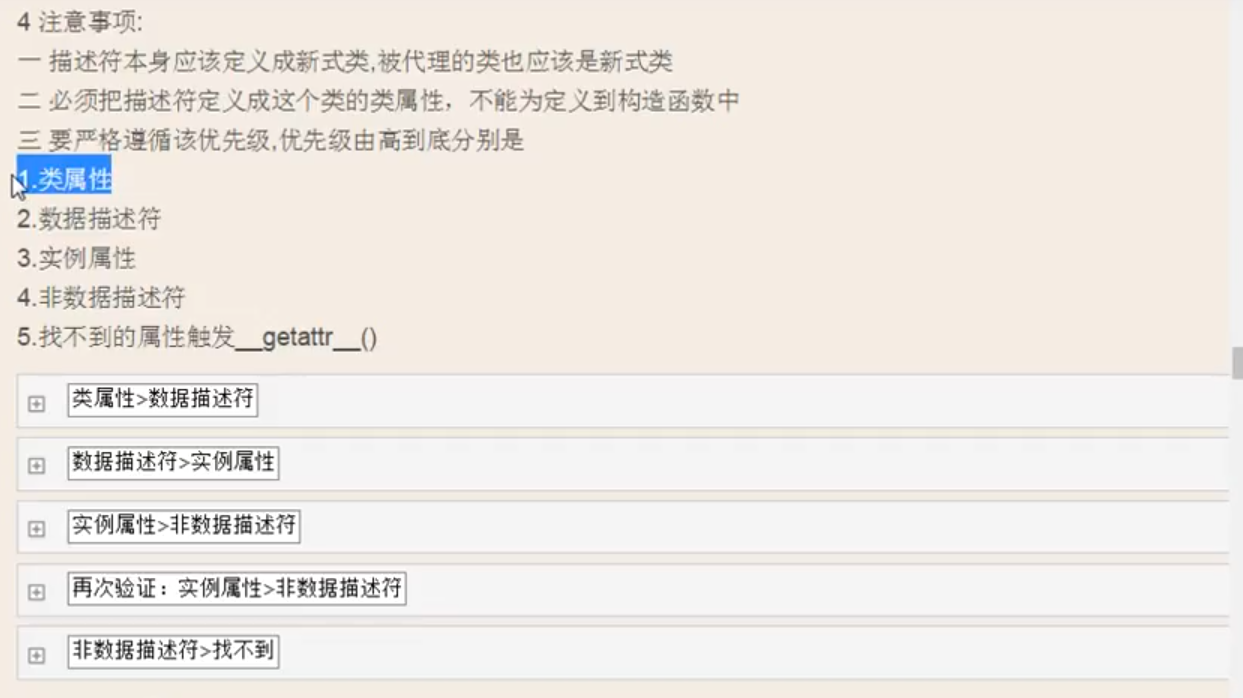 4 注意事项:
一 描述符本身应该定义成新式类,被代理的类也应该是新式类
二 必须把描述符定义成这个类的类属性，不能为定义到构造函数中
三 要严格遵循该优先级,优先级由高到底分别是
1.类属性
2.数据描述符
3.实例属性
4.非数据描述符
5.找不到的属性触发__getattr__()
类属性>数据描述符
数据描述符>实例属性
实例属性>非数据描述符
再次验证：实例属性>非数据描述符
非数据描述符>找不到